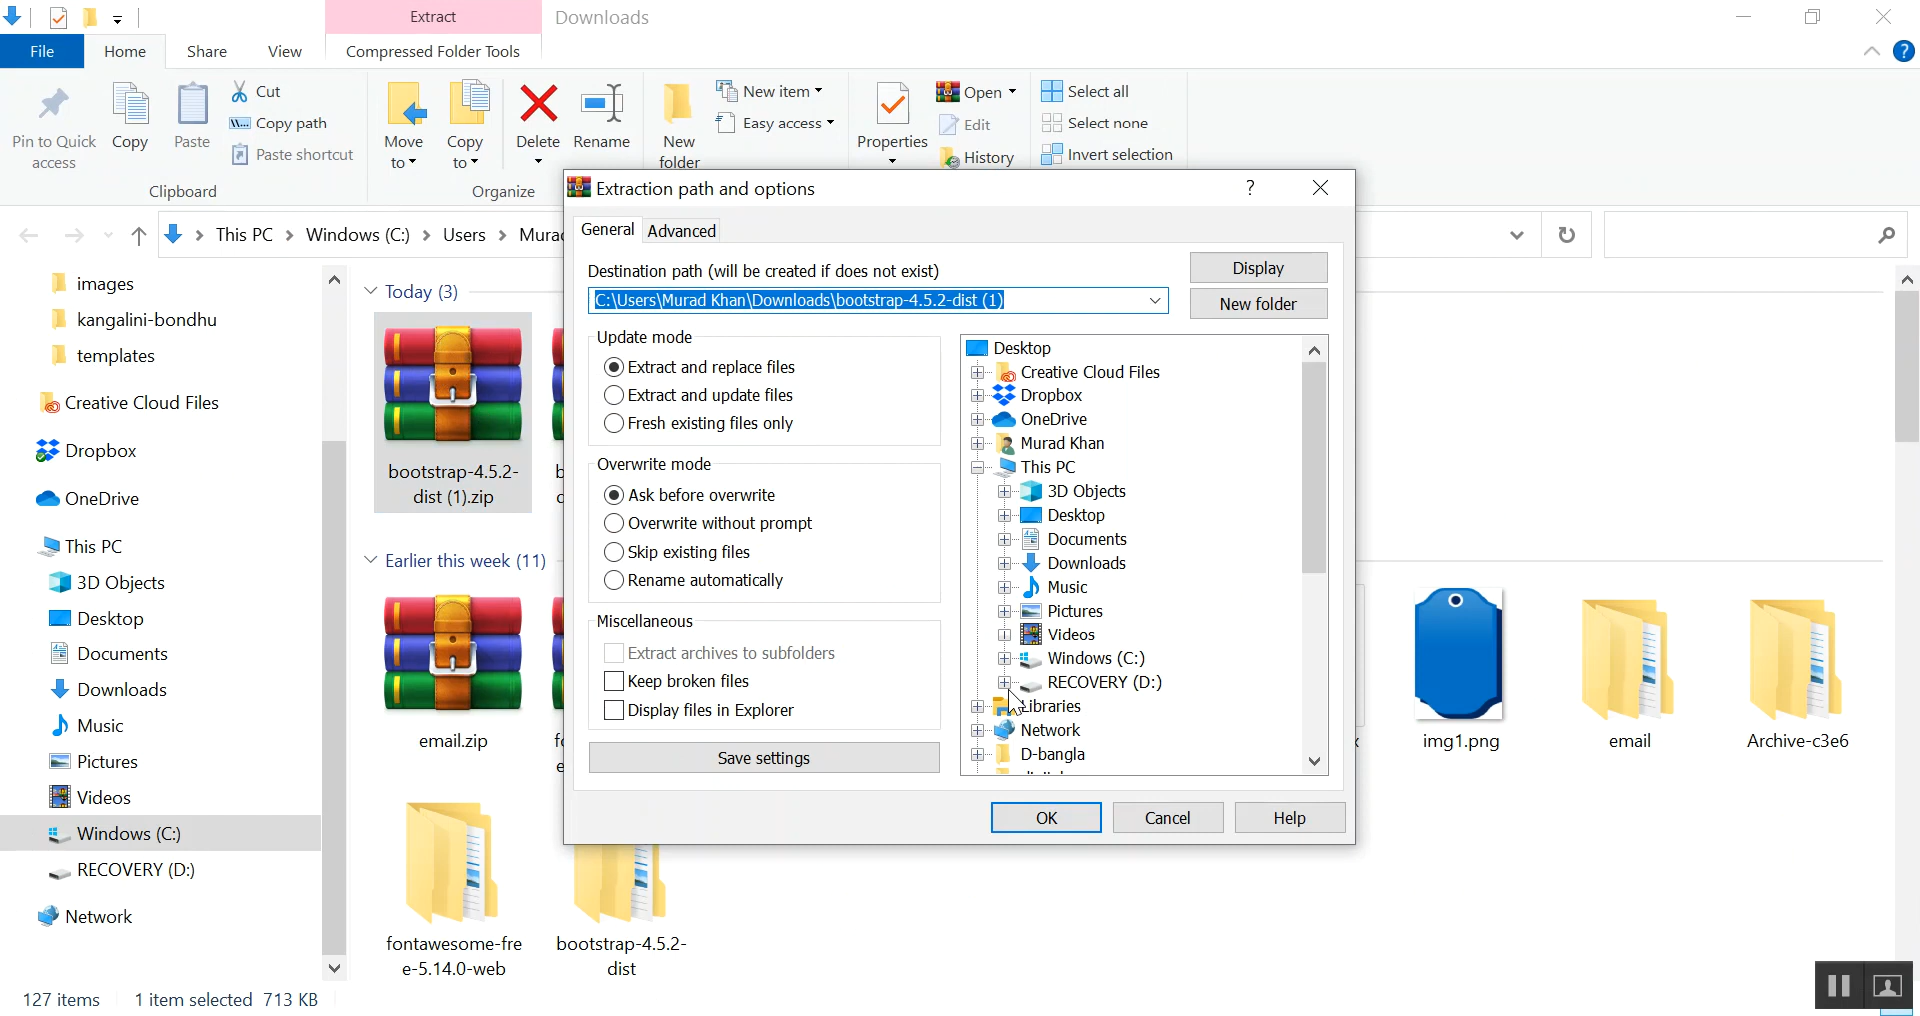 Extract
Downloads
File
Home
Share
View
Compressed Folder Tools
?
Pin to Quick
access
Copy
Paste
Cut
Copy path
Paste shortcut
Clipboard
Move
to
Copy
to
Delete
Rename
Organize
New
folder
New item
Easy access
Properties
Open
Edit
History
Select all
Select none
Invert selection
This PC
Windows (C:)
Users
images
kangalini-bondhu
templates
Creative Cloud Files
Dropbox
OneDrive
This PC
3D Objects
Desktop
Documents
Downloads
Music
Pictures
Videos
Windows (C:)
RECOVERY (D:)
Network
Today (3)
bootstrap-4.5.2-
dist (1).zip
Earlier this week (11)
email.zip
img1.png
email
Archive-c3e6
fontawesome-fre
e-5.14.0-web
bootstrap-4.5.2-
dist
Extraction path and options
?
General
Advanced
Destination path (will be created if does not exist)
C:\Users\Murad Khan\Downloads\bootstrap-4.5.2-dist (1)
Display
New folder
Update mode
Extract and replace files
Extract and update files
Fresh existing files only
Overwrite mode
Ask before overwrite
Overwrite without prompt
Skip existing files
Rename automatically
Miscellaneous
Extract archives to subfolders
Keep broken files
Display files in Explorer
Save settings
Desktop
Creative Cloud Files
Dropbox
OneDrive
Murad Khan
This PC
3D Objects
Desktop
Documents
Downloads
Music
Pictures
Videos
Windows (C:)
RECOVERY (D:)
Libraries
Network
D-bangla
OK
Cancel
Help
127 items
1 item selected 713 KB